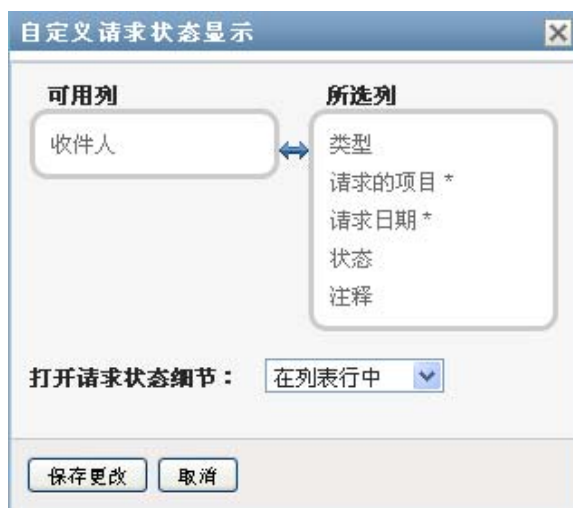 自定义请求状态显示
可用列
所选列
收件人
类型
请求的项目 *
请求日期 *
状态
注释
打开请求状态细节：
在列表行中
保存更改
取消